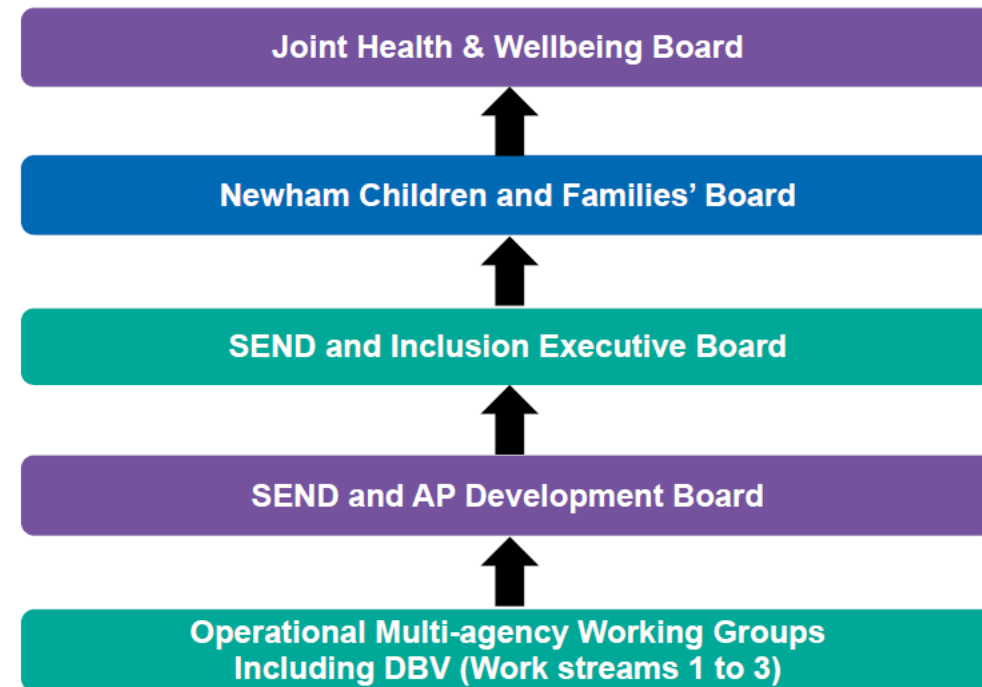 Joint Health & Wellbeing Board
Newham Children and Families’ Board
SEND and Inclusion Executive Board
SEND and AP Development Board
Operational Multi-agency Working Groups
Including DBV (Work streams 1 to 3)